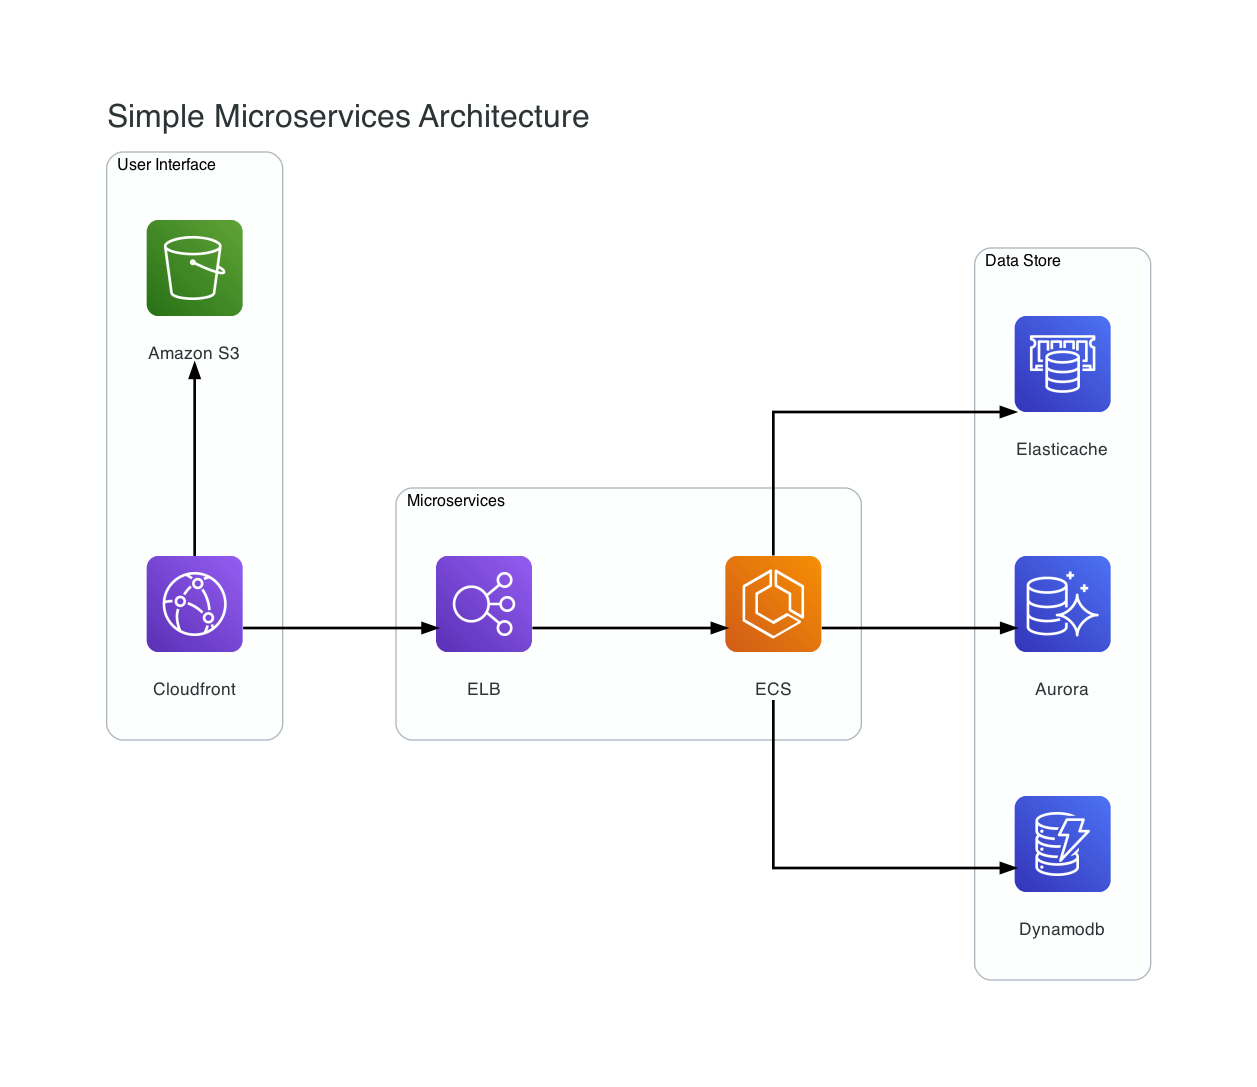 Simple Microservices Architecture
User Interface
Amazon S3
Cloudfront
Microservices
ELB
ECS
Data Store
Elasticache
Aurora
Dynamodb